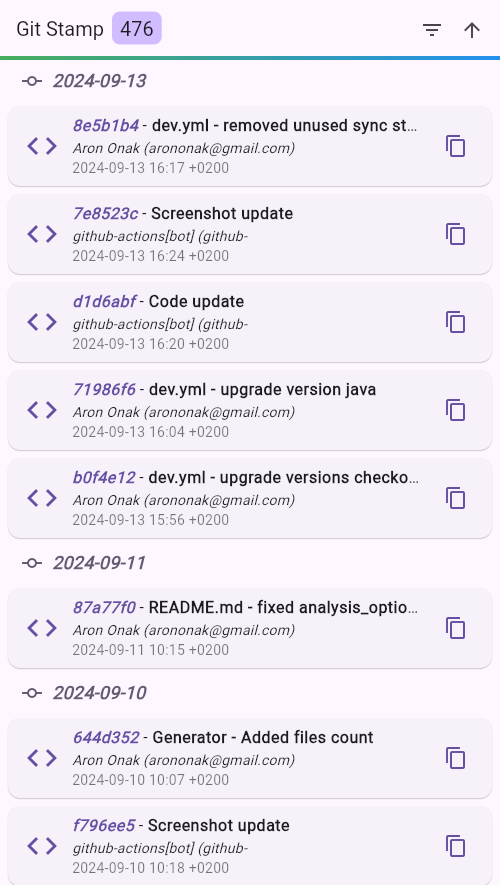 Git Stamp 476
2024-09-13
8e5b1b4 - dev.yml - removed unused sync st…
Aron Onak (arononak@gmail.com)
2024-09-13 16:17 +0200
7e8523c - Screenshot update
github-actions[bot] (github-
2024-09-13 16:24 +0200
d1d6abf - Code update
github-actions[bot] (github-
2024-09-13 16:20 +0200
71986f6 - dev.yml - upgrade version java
Aron Onak (arononak@gmail.com)
2024-09-13 16:04 +0200
b0f4e12 - dev.yml - upgrade versions checko…
Aron Onak (arononak@gmail.com)
2024-09-13 15:56 +0200
2024-09-11
87a77f0 - README.md - fixed analysis_optio…
Aron Onak (arononak@gmail.com)
2024-09-11 10:15 +0200
2024-09-10
644d352 - Generator - Added files count
Aron Onak (arononak@gmail.com)
2024-09-10 10:07 +0200
f796ee5 - Screenshot update
github-actions[bot] (github-
2024-09-10 10:18 +0200